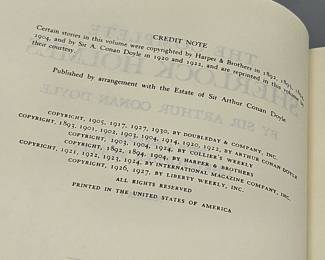 CREDIT NOTE
Certain stories in this volume were copyrighted by Harper & Brothers in 1892, 1893,
1904, and by Sir A. Conan Doyle in 1920 and 1922, and are reprinted in this volume
their courtesy.
Published by arrangement with the Estate of Sir Arthur Conan Doyle
COPYRIGHT, 1905, 1917, 1927, 1930, BY DOUBLEDAY & COMPANY, INC.
COPYRIGHT, 1893, 1901, 1902, 1903, 1904, 1914, 1920, 1922, BY ARTHUR CONAN DOYLE
COPYRIGHT, 1903, 1904, 1924, BY COLLIER'S WEEKLY
COPYRIGHT, 1892, 1894, 1904, BY HARPER & BROTHERS
COPYRIGHT, 1921, 1922, 1923, 1924, BY INTERNATIONAL MAGAZINE COMPANY, INC.
COPYRIGHT, 1926, 1927, BY LIBERTY WEEKLY, INC.
ALL RIGHTS RESERVED
PRINTED IN THE UNITED STATES OF AMERICA